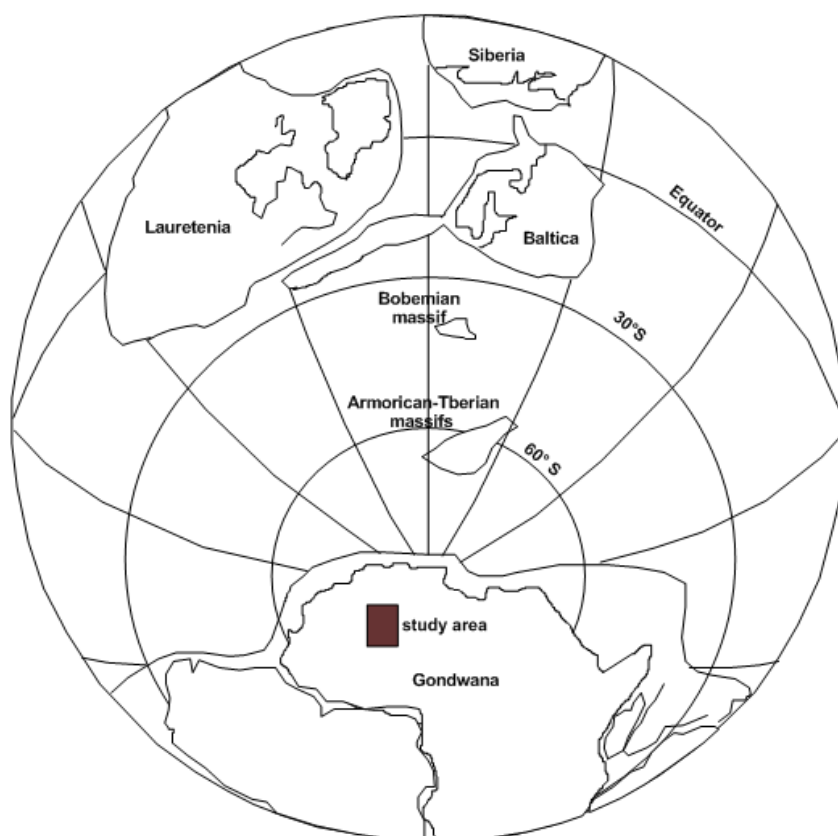 Siberia
Lauretenia
Baltica
Equator
Bobemian
massif
30°S
Armorican-Tberian
massifs
60° S
study area
Gondwana